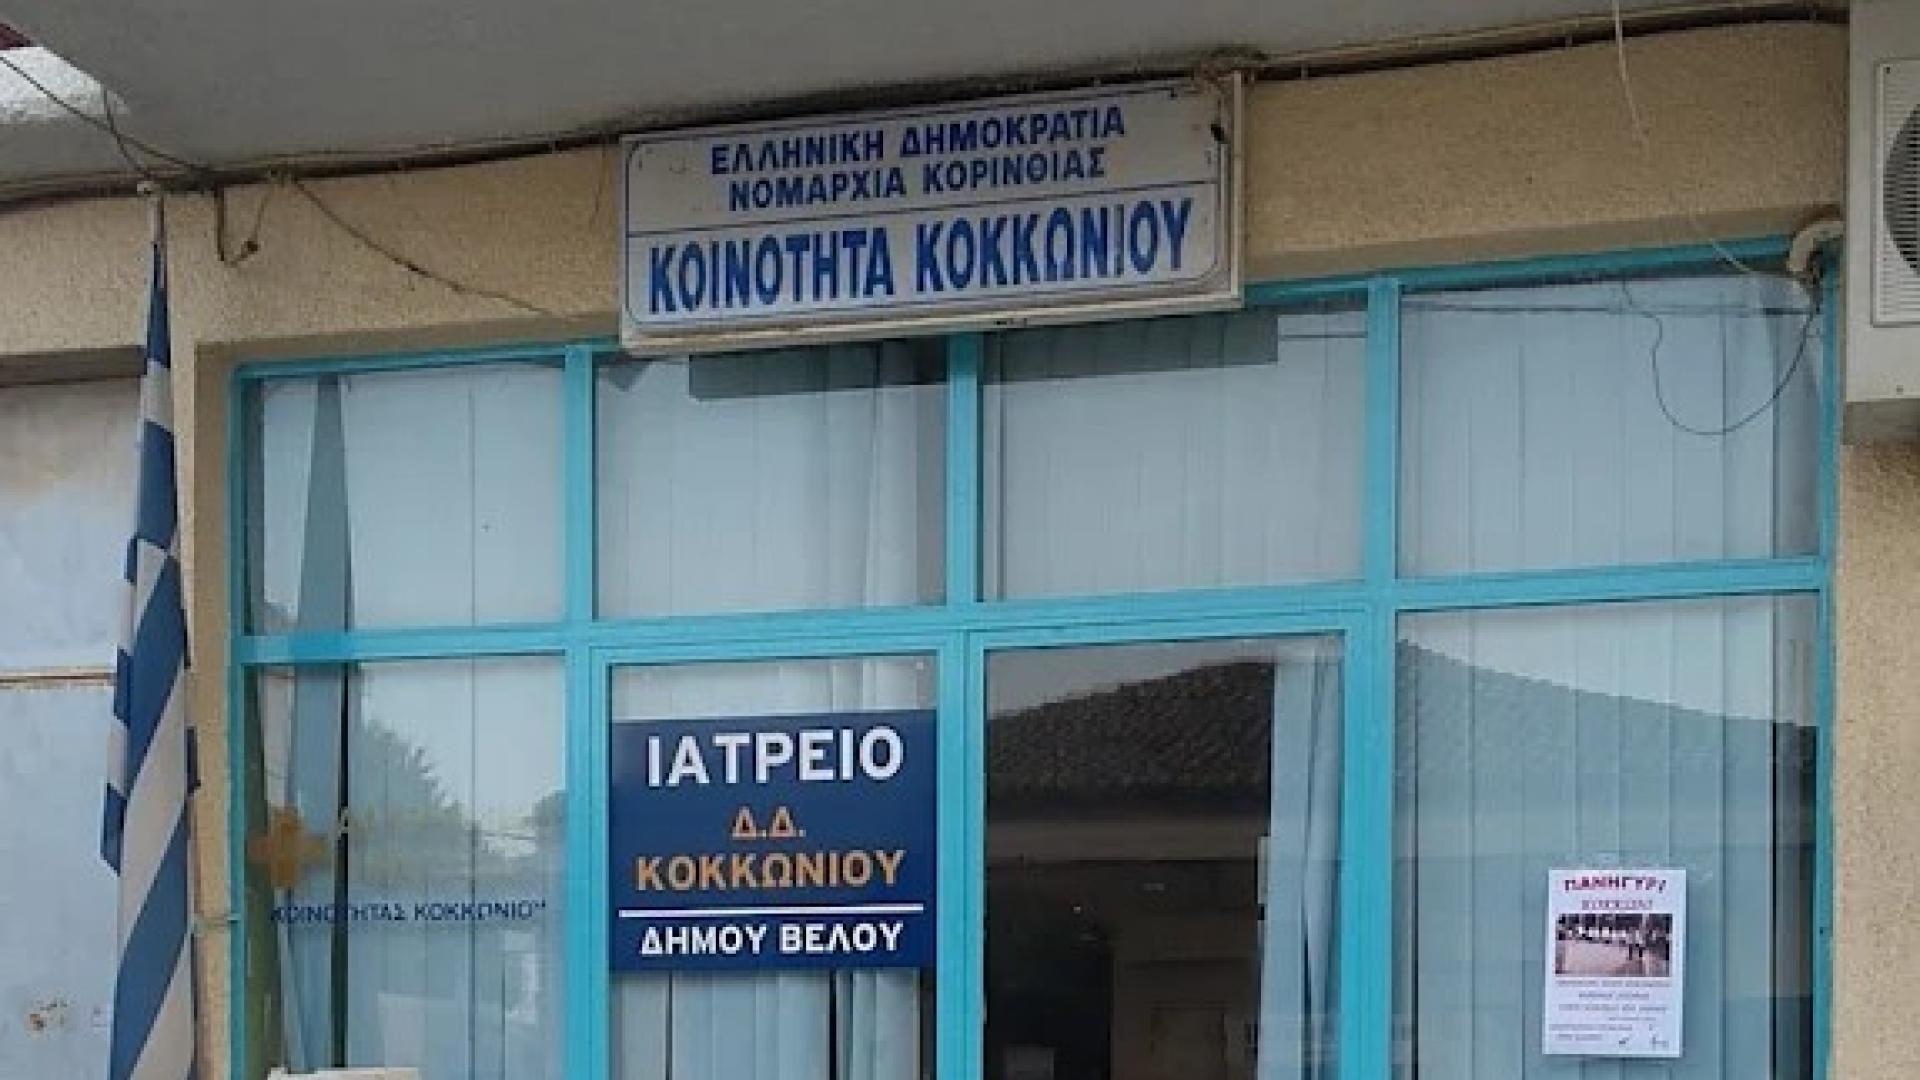 ΕΛΛΗΝΙΚΗ ΔΗΜΟΚΡΑΤΙΑ
ΝΟΜΑΡΧΙΑ ΚΟΡΙΝΘΙΑΣ
ΚΟΙΝΟΤΗΤΑ ΚΟΚΚΩΝΙΟΥ
ΙΑΤΡΕΙΟ
Δ.Δ.
ΚΟΚΚΩΝΙΟΥ
ΔΗΜΟΥ ΒΕΛΟΥ
ΚΟΙΝΟΤΗΤΑΣ ΚΟΚΚΩΝΙΟΥ
ΠΑΝΗΓΥΡΙ